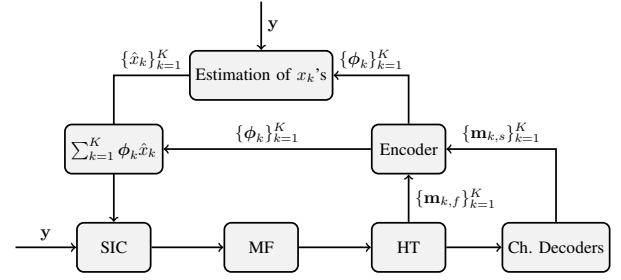 y
{x̂_k}_{k=1}^K
{ϕ_k}_{k=1}^K
Estimation of x_k's
{ϕ_k}_{k=1}^K
{m_{k,s}}_{k=1}^K
∑_{k=1}^K ϕ_k x̂_k
Encoder
{m_{k,f}}_{k=1}^K
y
SIC
MF
HT
Ch. Decoders